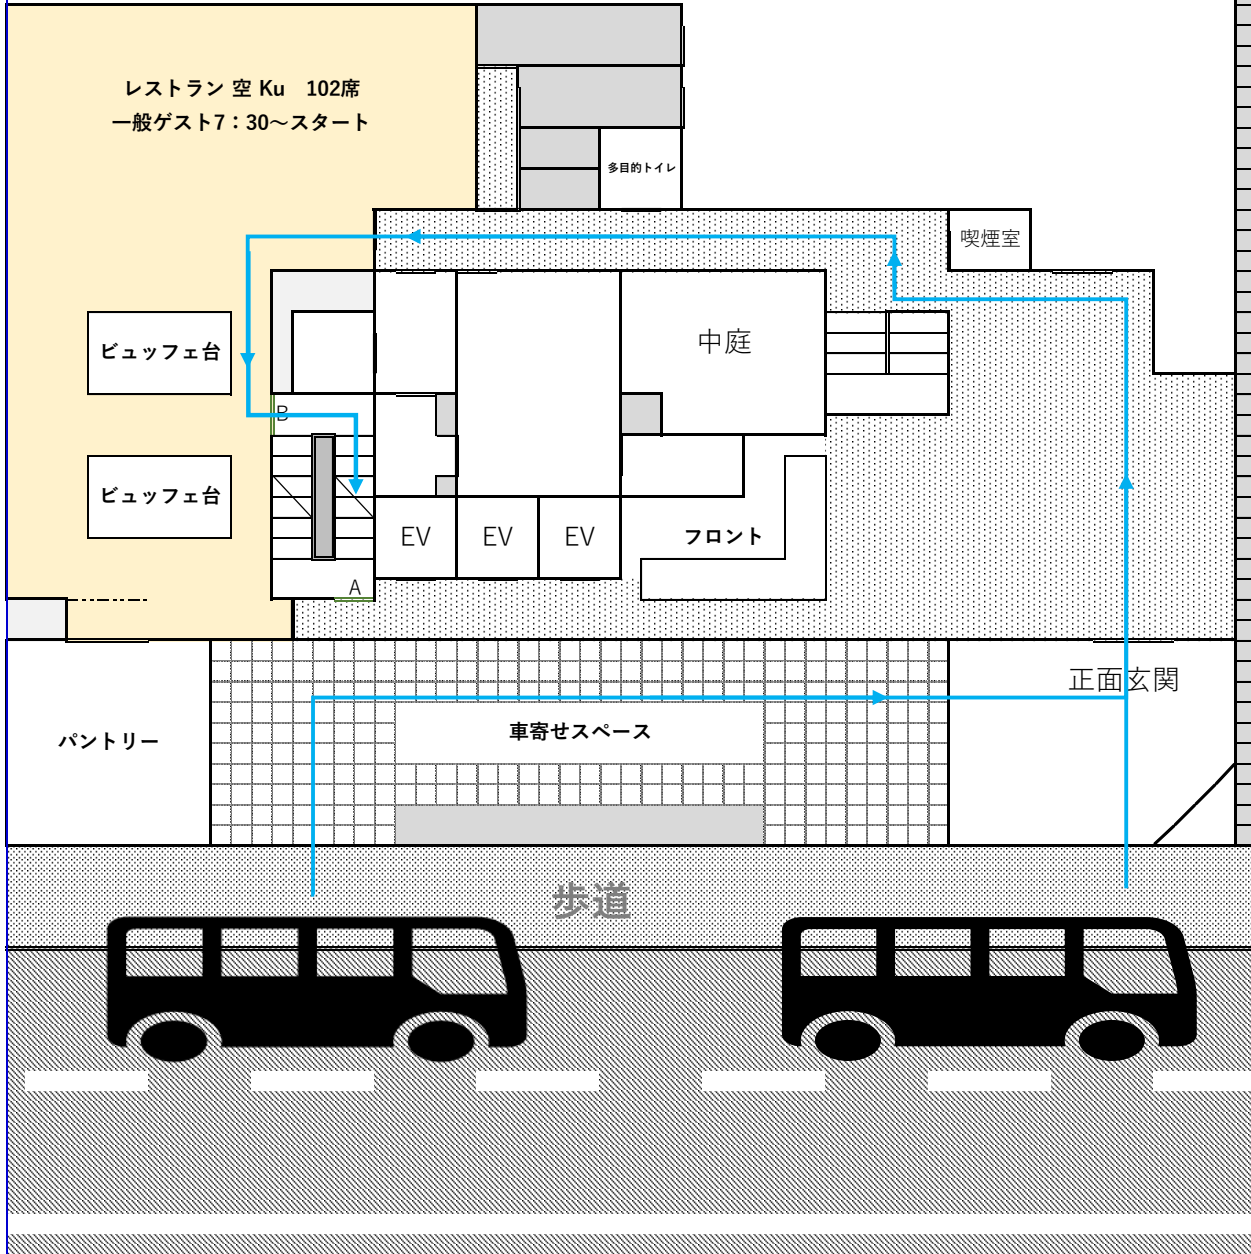 レストラン 空 Ku　102席
一般ゲスト7：30～スタート
多目的トイレ
喫煙室
ビュッフェ台
中庭
B
ビュッフェ台
EV
EV
EV
フロント
A
正面玄関
パントリー
車寄せスペース
歩道